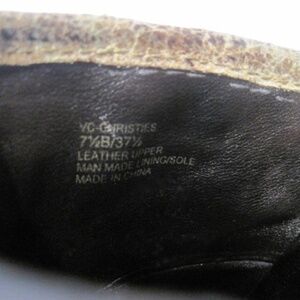 VC-CHRISTIES
7½B/37½
LEATHER UPPER
MAN MADE LINING/SOLE
MADE IN CHINA